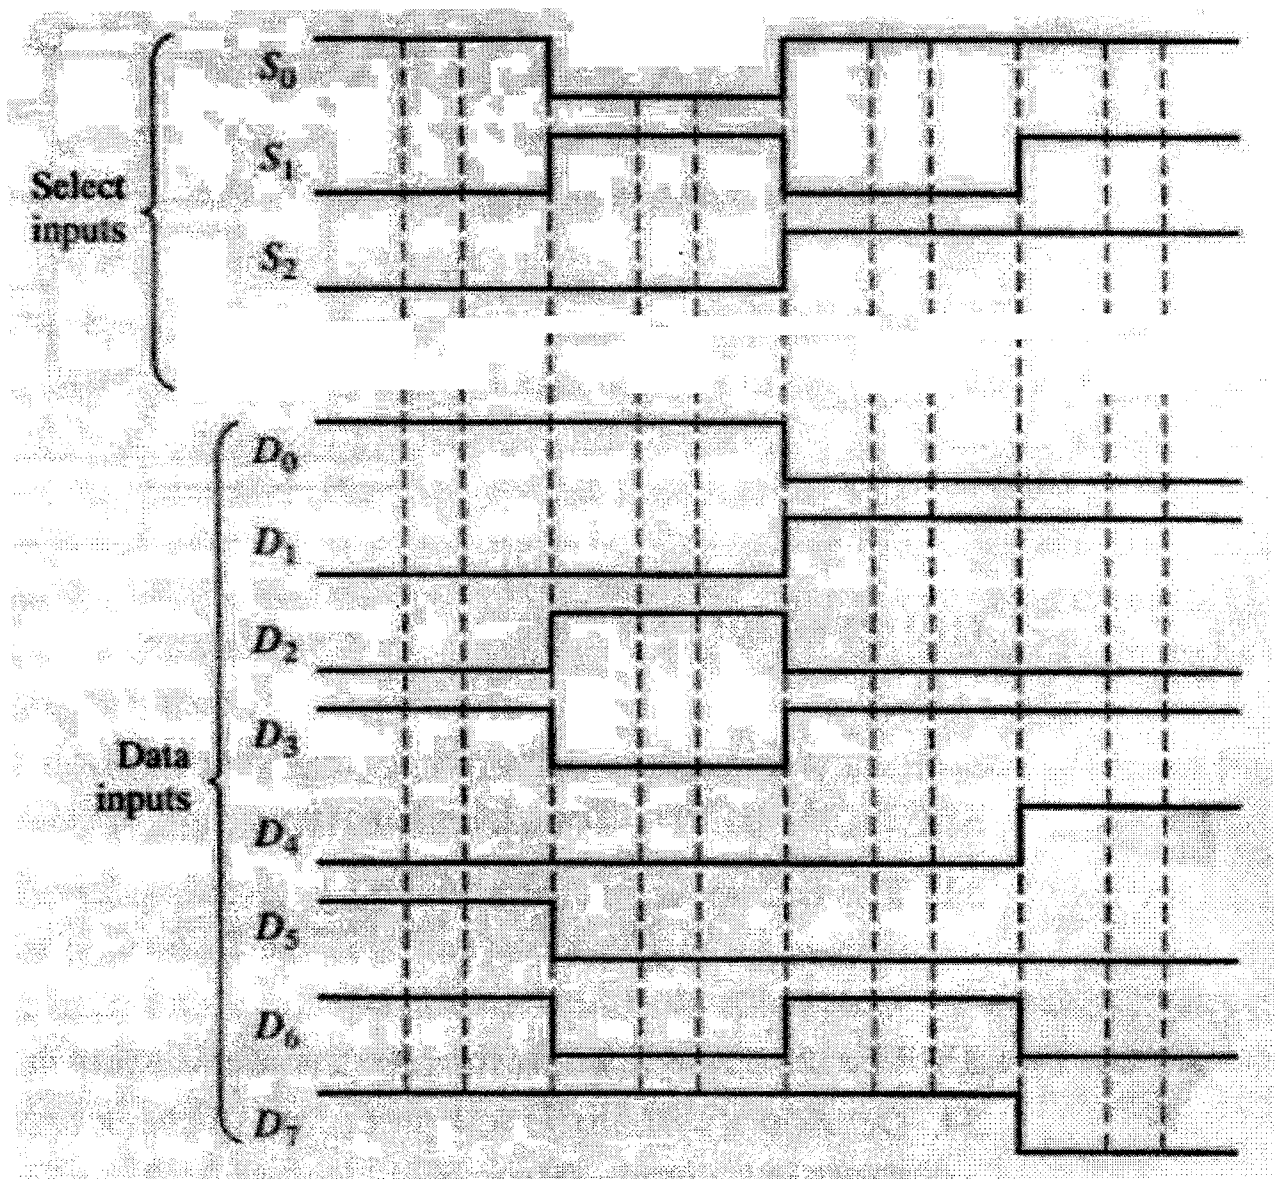 S₀
S₁
Select
inputs
S₂
D₀
D₁
D₂
D₃
Data
inputs
D₄
D₅
D₆
D₇